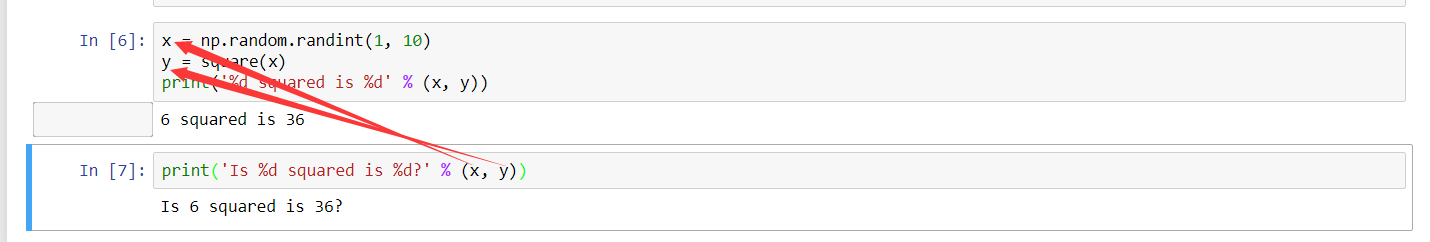 In [6]: x = np.random.randint(1, 10)
y = square(x)
print('%d squared is %d' % (x, y))
6 squared is 36
In [7]: print('Is %d squared is %d?' % (x, y))
Is 6 squared is 36?